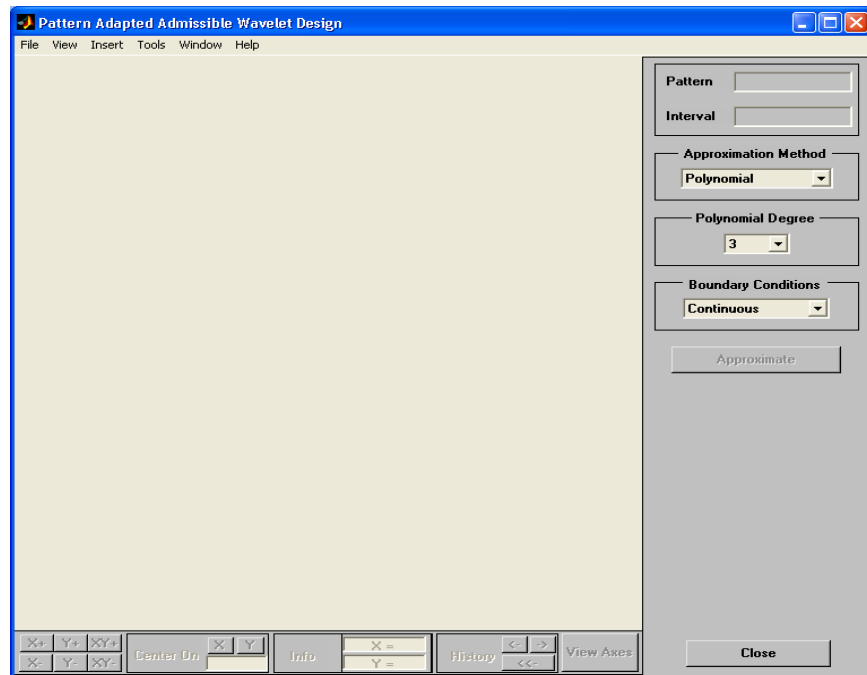 Pattern Adapted Admissible Wavelet Design
File View Insert Tools Window Help
Pattern
Interval
Approximation Method
Polynomial
Polynomial Degree
3
Boundary Conditions
Continuous
Approximate
X+ Y+ XY+
X- Y- XY-
Center On
X Y
Info
X =
Y =
History
<- ->
<<-
View Axes
Close